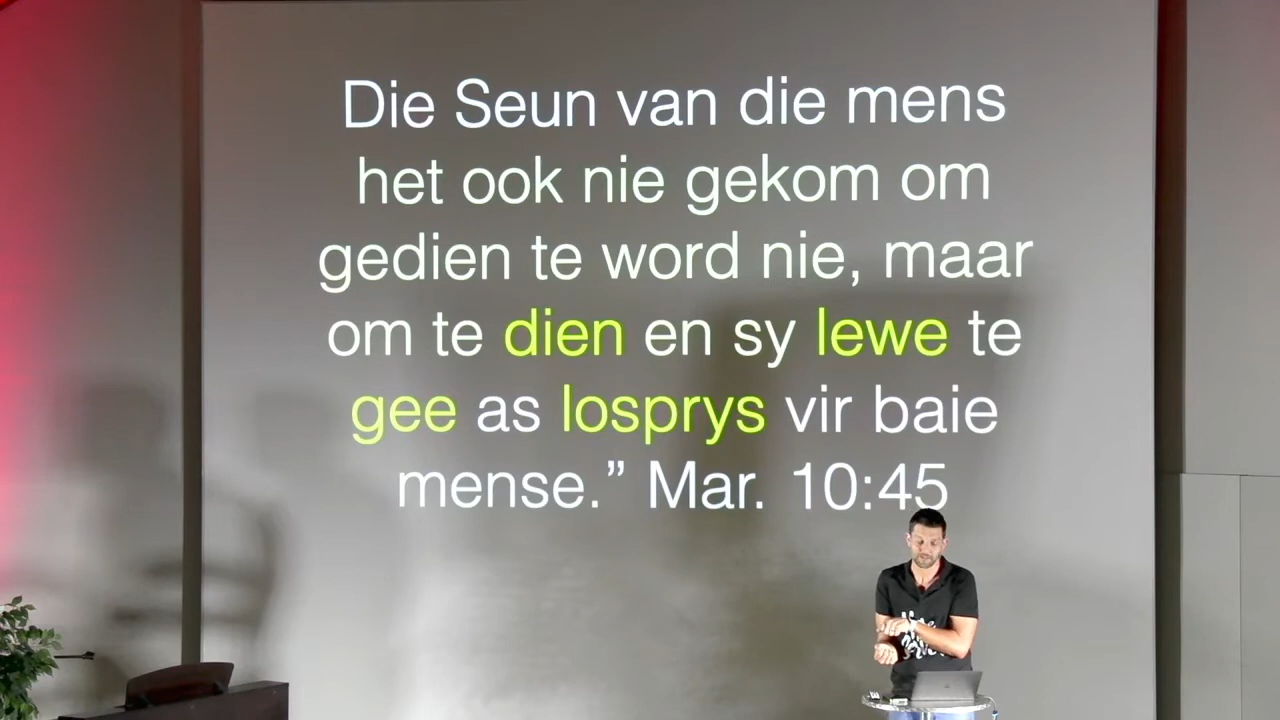 Die Seun van die mens
het ook nie gekom om
gedien te word nie, maar
om te dien en sy lewe te
gee as losprys vir baie
mense.” Mar. 10:45